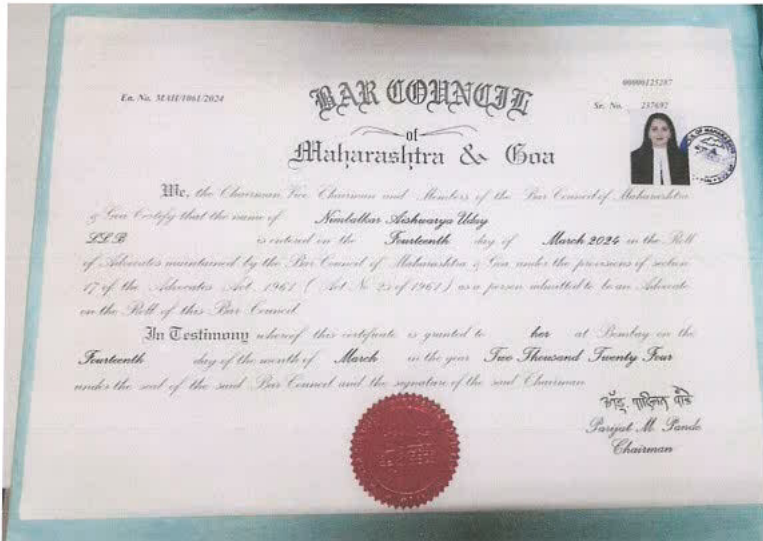 En. No. MAH/1061/2024
00000125287
Sr. No. 237692
BAR COUNCIL
of
Maharashtra & Goa
We, the Chairman Vice Chairman and Members of the Bar Council of Maharashtra
& Goa Certify that the name of Nimbalkar Aishwarya Uday
LLB is entered on the Fourteenth day of March 2024 in the Roll
of Advocates maintained by the Bar Council of Maharashtra & Goa under the provisions of section
17 of the Advocates Act, 1961 ( Act No 25 of 1961 ) as a person admitted to be an Advocate
on the Roll of this Bar Council
In Testimony whereof this certificate is granted to her at Bombay on the
Fourteenth day of the month of March in the year Two Thousand Twenty Four
under the seal of the said Bar Council and the signature of the said Chairman
Parijat M. Pande
Chairman